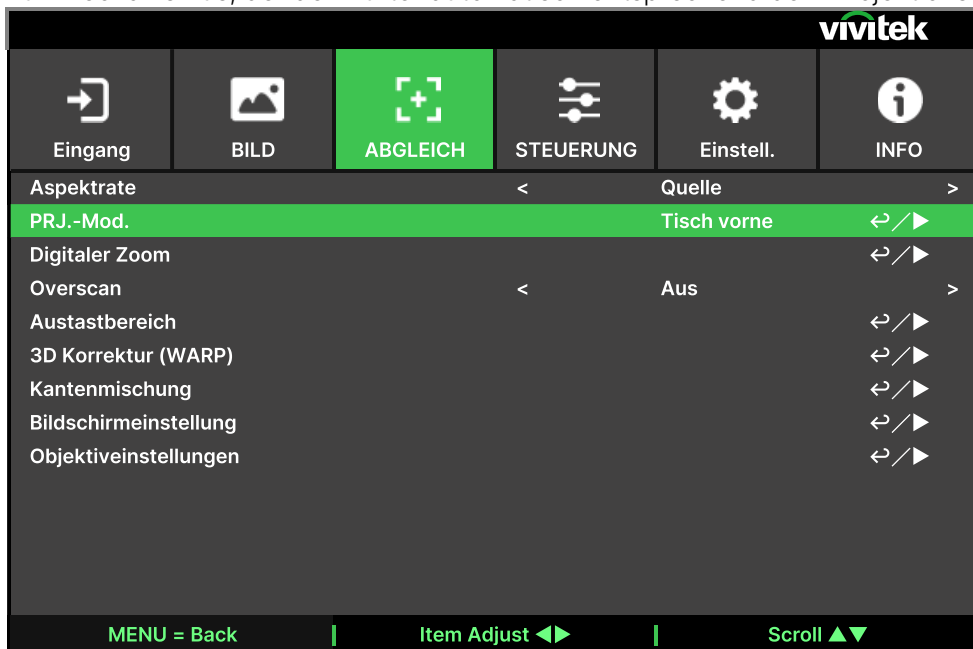 vivitek
Eingang BILD ABGLEICH STEUERUNG Einstell. INFO
Aspektrate < Quelle >
PRJ.-Mod. Tisch vorne ↵/▶
Digitaler Zoom ↵/▶
Overscan < Aus >
Austastbereich ↵/▶
3D Korrektur (WARP) ↵/▶
Kantenmischung ↵/▶
Bildschirmeinstellung ↵/▶
Objektiveinstellungen ↵/▶
MENU = Back Item Adjust ◀▶ Scroll ▲▼